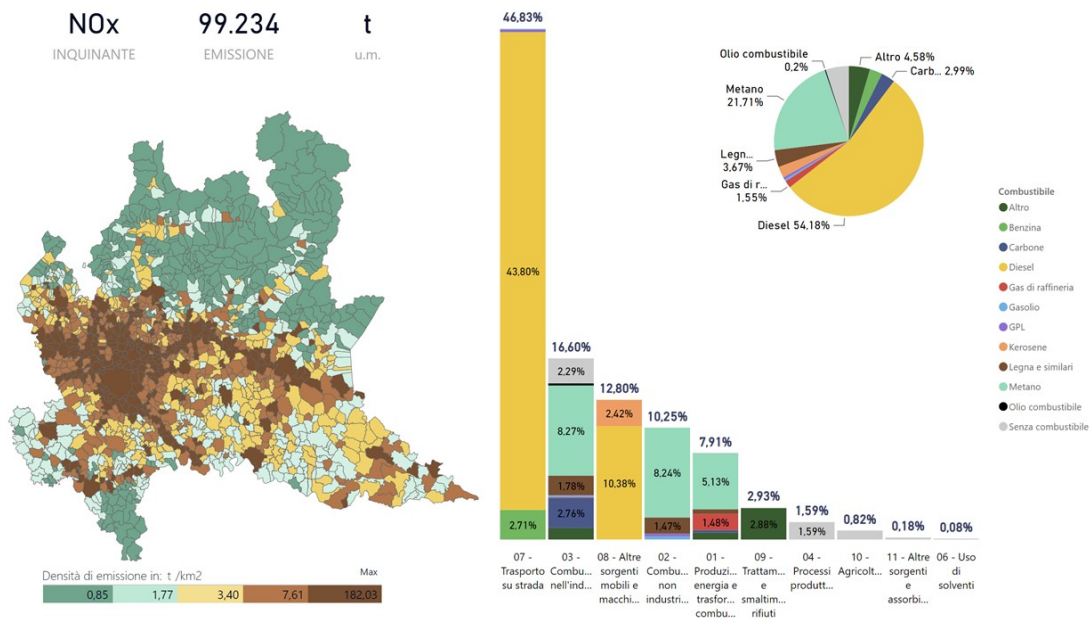 NOx
99.234
t
INQUINANTE
EMISSIONE
u.m.
Densità di emissione in: t /km2
Max
0,85
1,77
3,40
7,61
182,03
46,83%
43,80%
2,71%
16,60%
2,29%
8,27%
1,78%
2,76%
12,80%
2,42%
10,38%
10,25%
8,24%
1,47%
7,91%
5,13%
1,48%
2,93%
2,88%
1,59%
1,59%
0,82%
0,18%
0,08%
07 -
Trasporto
su strada
03 -
Combu...
nell'ind...
08 - Altre
sorgenti
mobili e
macchi...
02 -
Combu...
non
industri...
01 -
Produzi...
energia e
trasfor...
combu...
09 -
Trattam...
e
smaltim...
rifiuti
04 -
Processi
produtt...
10 -
Agricolt...
11 - Altre
sorgenti
e
assorbi...
06 - Uso
di
solventi
Olio combustibile
0,2%
Altro 4,58%
Carb... 2,99%
Metano
21,71%
Legn...
3,67%
Gas di r...
1,55%
Diesel 54,18%
Combustibile
Altro
Benzina
Carbone
Diesel
Gas di raffineria
Gasolio
GPL
Kerosene
Legna e similari
Metano
Olio combustibile
Senza combustibile